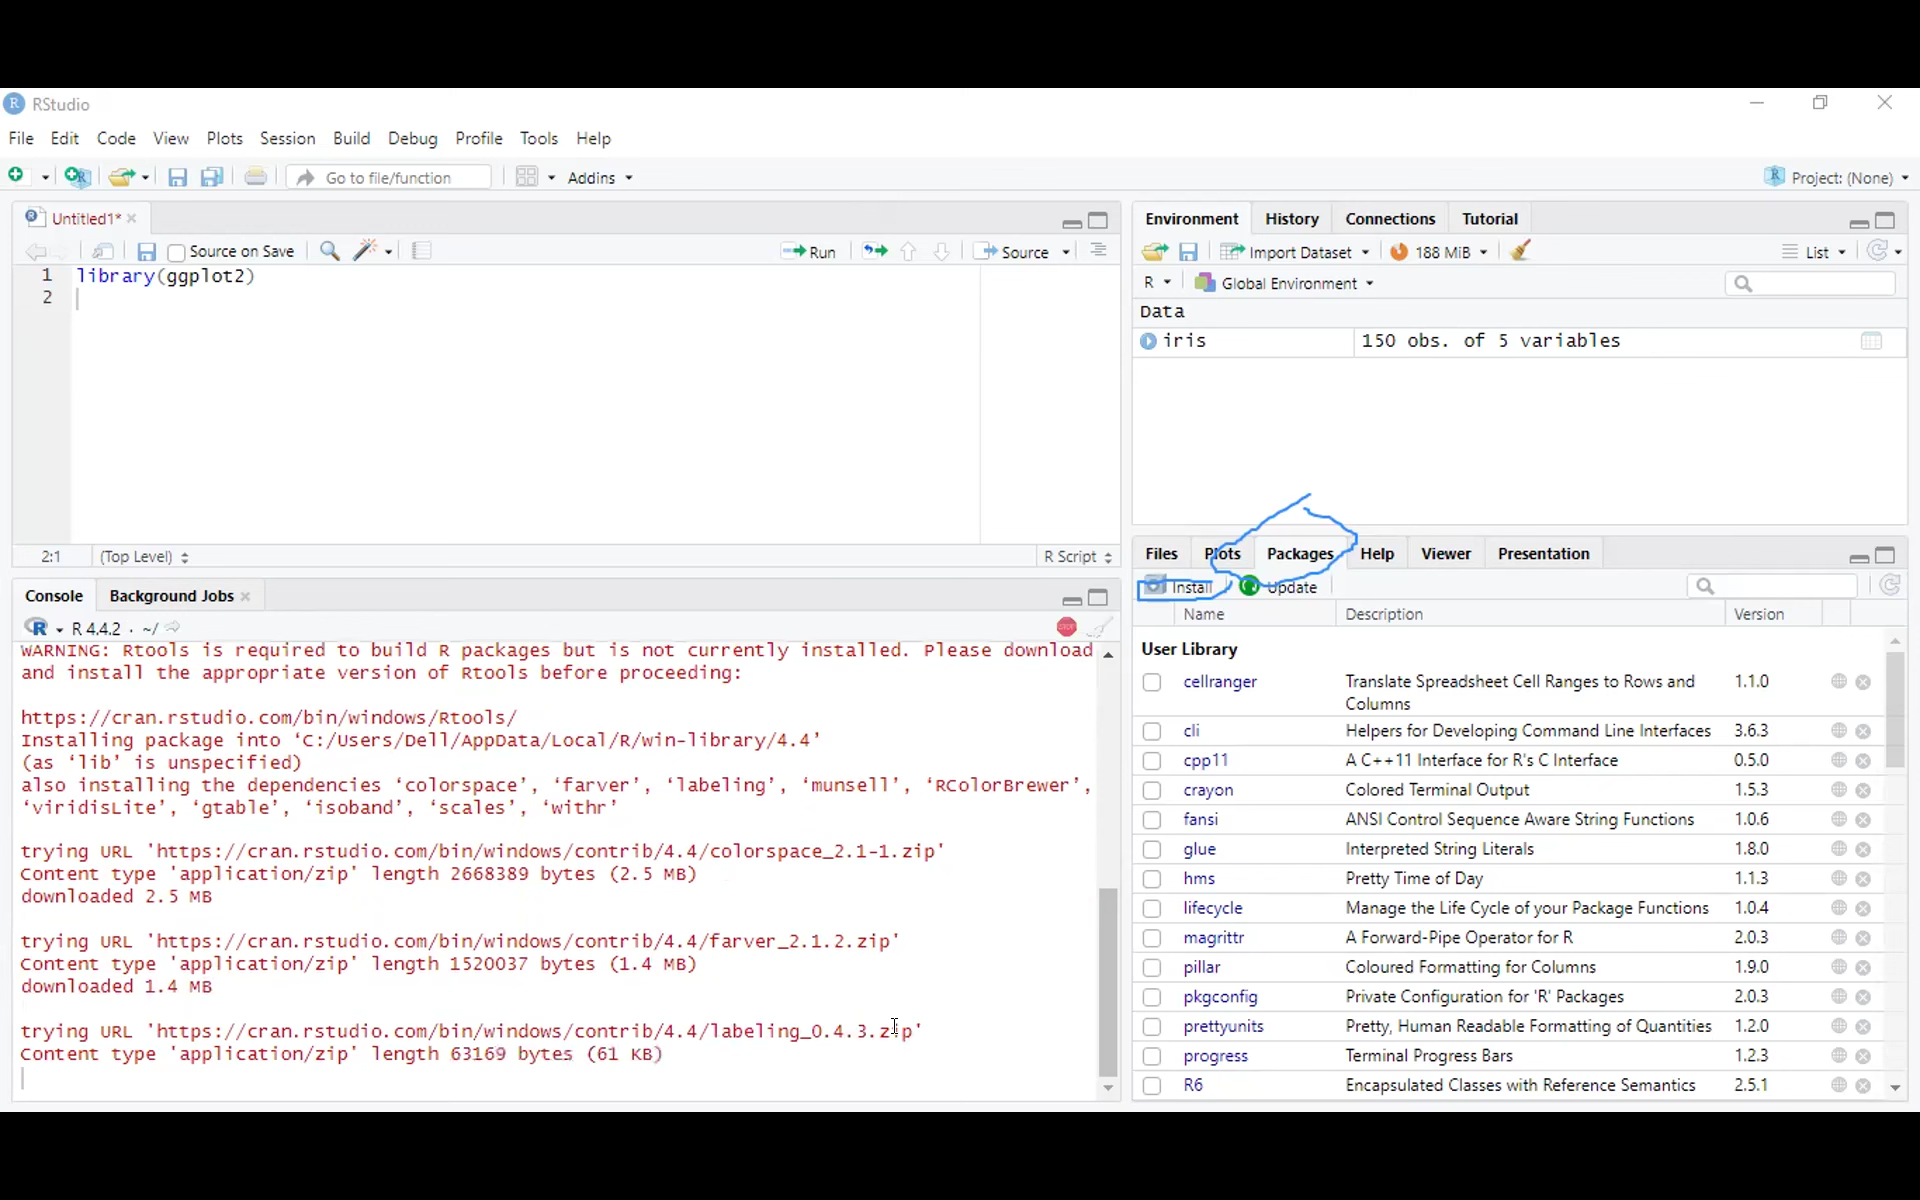 RStudio
File Edit Code View Plots Session Build Debug Profile Tools Help
Go to file/function Addins Project: (None)
Untitled1*
Source on Save Run Source
1 library(ggplot2)
2
2:1 (Top Level) R Script
Console Background Jobs
R 4.4.2 · ~/
WARNING: Rtools is required to build R packages but is not currently installed. Please download
and install the appropriate version of Rtools before proceeding:
https://cran.rstudio.com/bin/windows/Rtools/
Installing package into ‘C:/Users/Dell/AppData/Local/R/win-library/4.4’
(as ‘lib’ is unspecified)
also installing the dependencies ‘colorspace’, ‘farver’, ‘labeling’, ‘munsell’, ‘RColorBrewer’,
‘viridisLite’, ‘gtable’, ‘isoband’, ‘scales’, ‘withr’
trying URL 'https://cran.rstudio.com/bin/windows/contrib/4.4/colorspace_2.1-1.zip'
Content type 'application/zip' length 2668389 bytes (2.5 MB)
downloaded 2.5 MB
trying URL 'https://cran.rstudio.com/bin/windows/contrib/4.4/farver_2.1.2.zip'
Content type 'application/zip' length 1520037 bytes (1.4 MB)
downloaded 1.4 MB
trying URL 'https://cran.rstudio.com/bin/windows/contrib/4.4/labeling_0.4.3.zip'
Content type 'application/zip' length 63169 bytes (61 KB)
Environment History Connections Tutorial
Import Dataset 188 MiB List
R Global Environment
Data
iris 150 obs. of 5 variables
Files Plots Packages Help Viewer Presentation
Install Update
Name Description Version
User Library
cellranger Translate Spreadsheet Cell Ranges to Rows and 1.1.0
Columns
cli Helpers for Developing Command Line Interfaces 3.6.3
cpp11 A C++11 Interface for R's C Interface 0.5.0
crayon Colored Terminal Output 1.5.3
fansi ANSI Control Sequence Aware String Functions 1.0.6
glue Interpreted String Literals 1.8.0
hms Pretty Time of Day 1.1.3
lifecycle Manage the Life Cycle of your Package Functions 1.0.4
magrittr A Forward-Pipe Operator for R 2.0.3
pillar Coloured Formatting for Columns 1.9.0
pkgconfig Private Configuration for 'R' Packages 2.0.3
prettyunits Pretty, Human Readable Formatting of Quantities 1.2.0
progress Terminal Progress Bars 1.2.3
R6 Encapsulated Classes with Reference Semantics 2.5.1